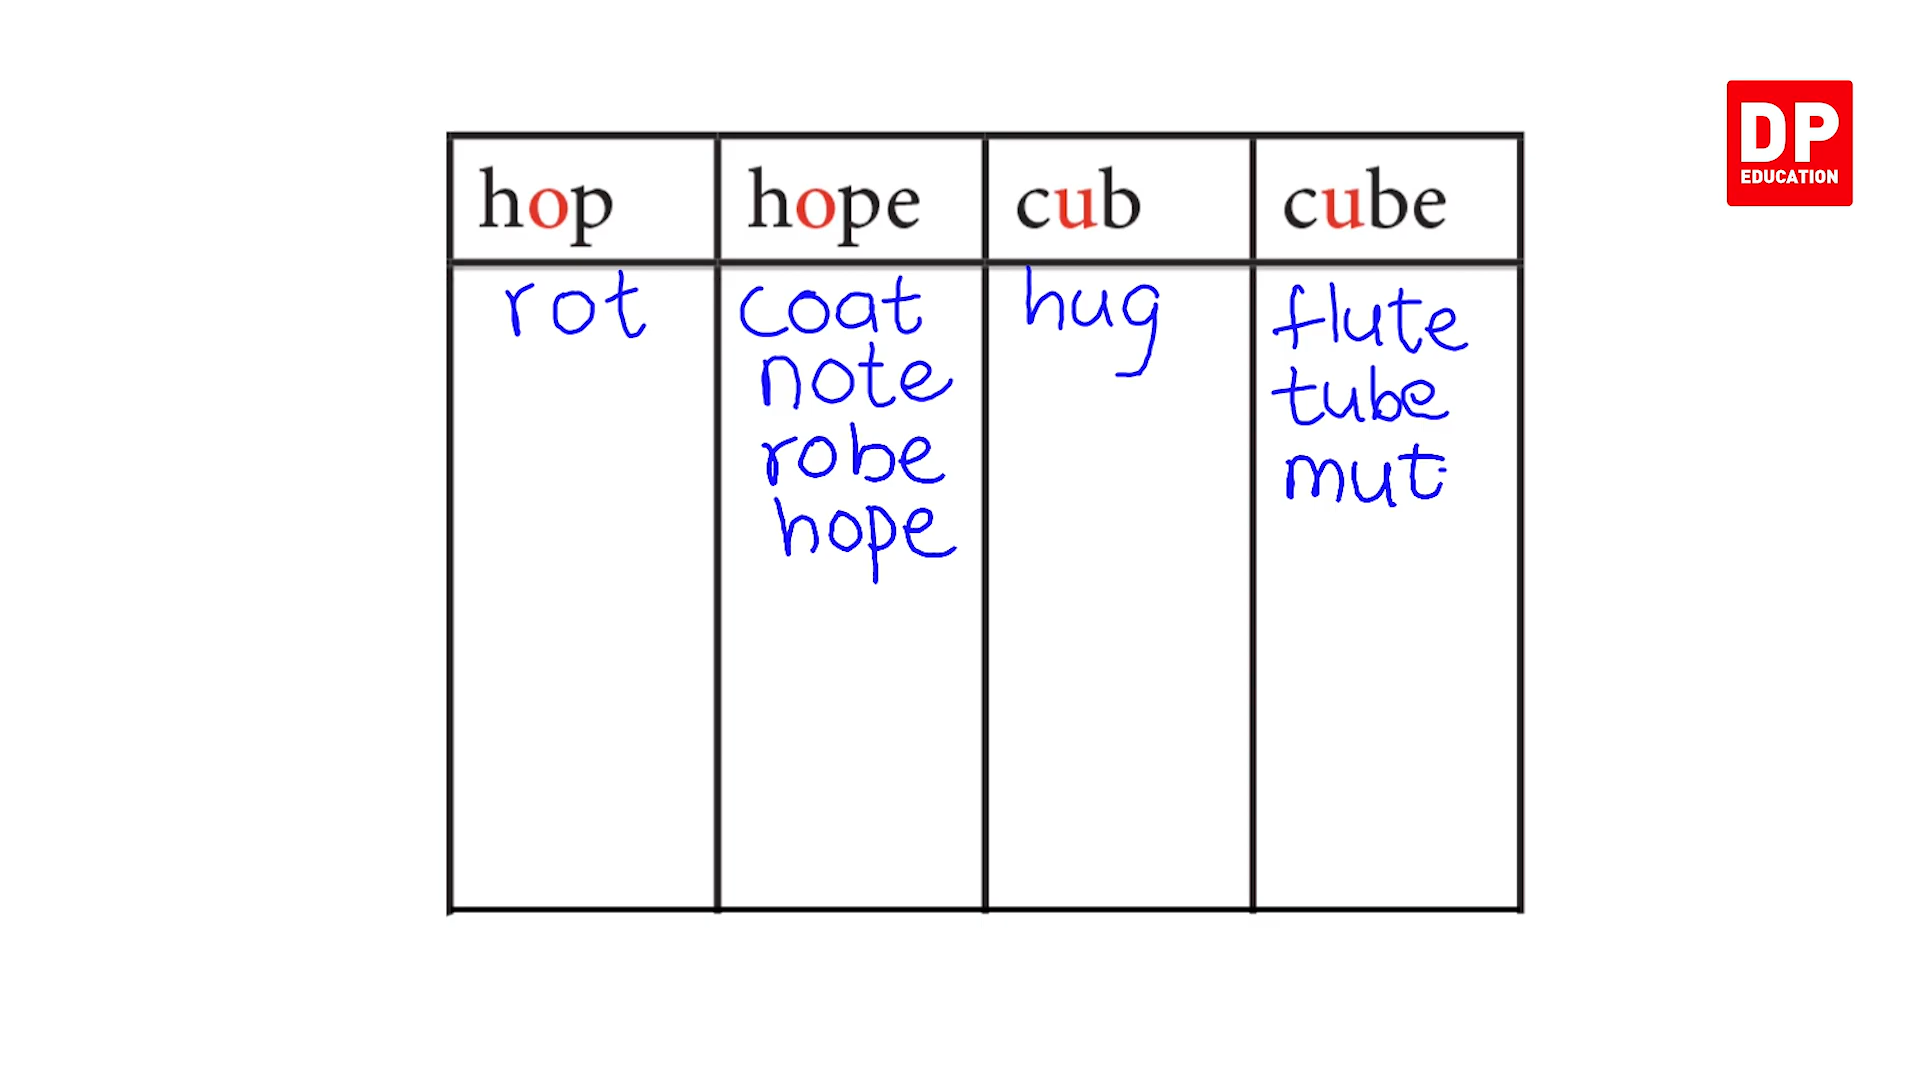 DP
EDUCATION
hop hope cub cube
rot coat hug flute
note tube
robe mut
hope